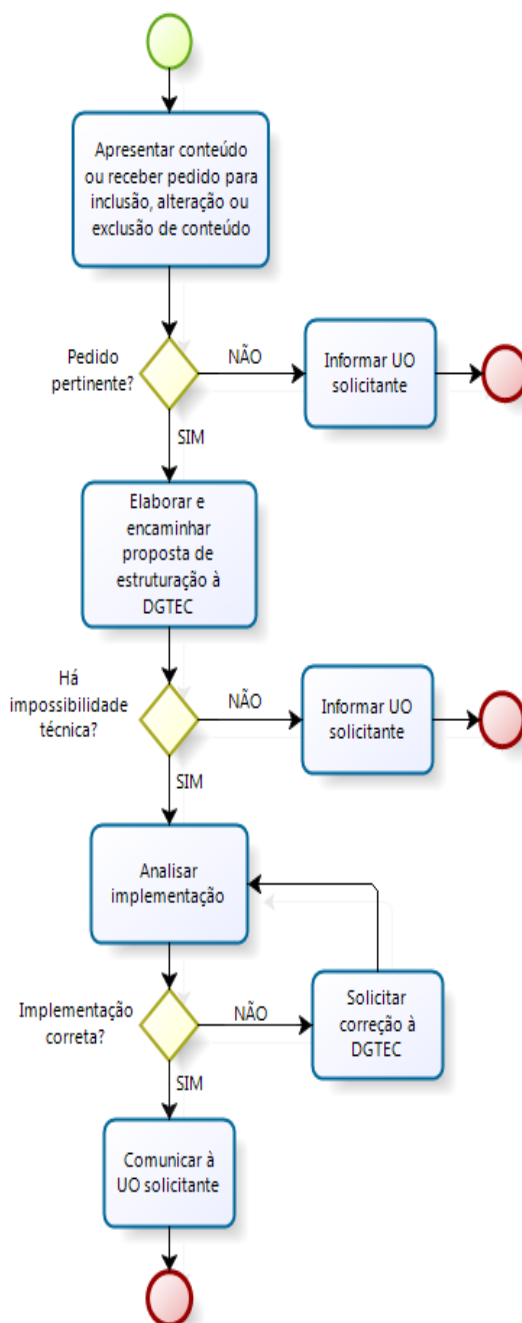 Apresentar conteúdo
ou receber pedido para
inclusão, alteração ou
exclusão de conteúdo
Pedido
pertinente?
NÃO
Informar UO
solicitante
SIM
Elaborar e
encaminhar
proposta de
estruturação à
DGTEC
Há
impossibilidade
técnica?
NÃO
Informar UO
solicitante
SIM
Analisar
implementação
Implementação
correta?
NÃO
Solicitar
correção à
DGTEC
SIM
Comunicar à
UO solicitante